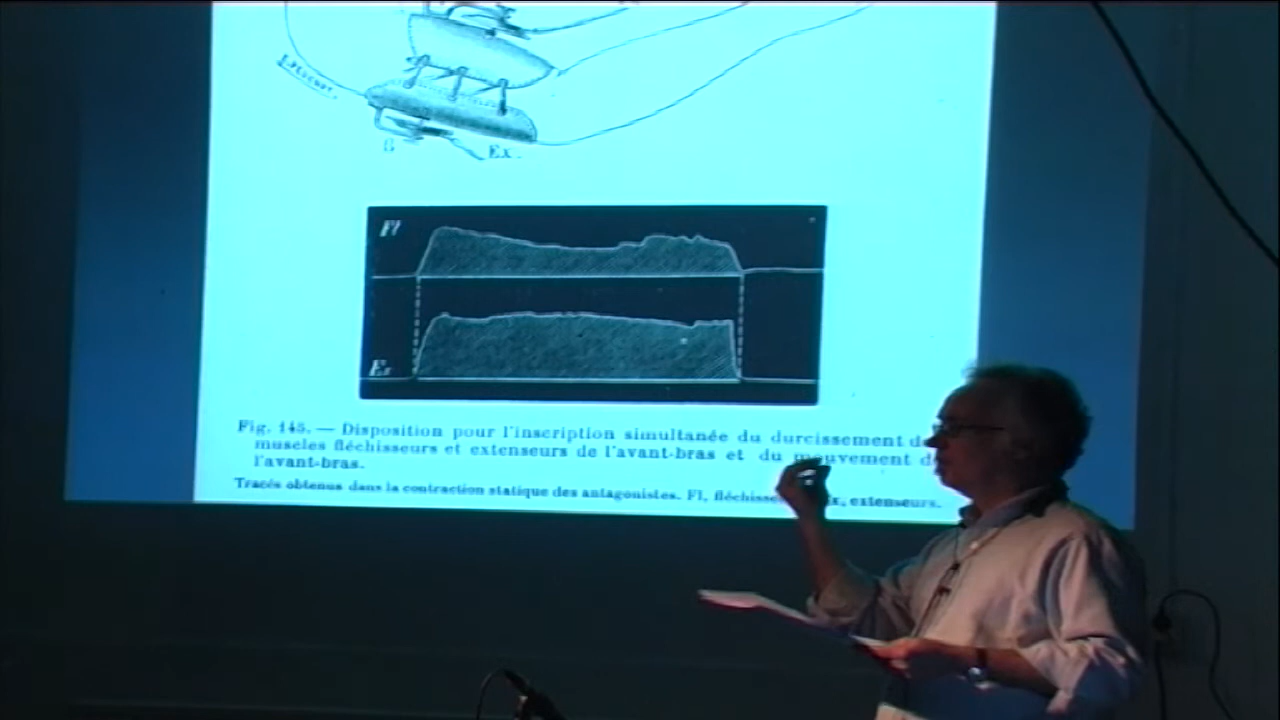 G
Ex.
Fl
Ex
Fig. 145. — Disposition pour l'inscription simultanée du durcissement
muscles fléchisseurs et extenseurs de l'avant-bras et du mouvement
l'avant-bras.
Tracés obtenus dans la contraction statique des antagonistes. Fl, fléchisse x, extenseurs.